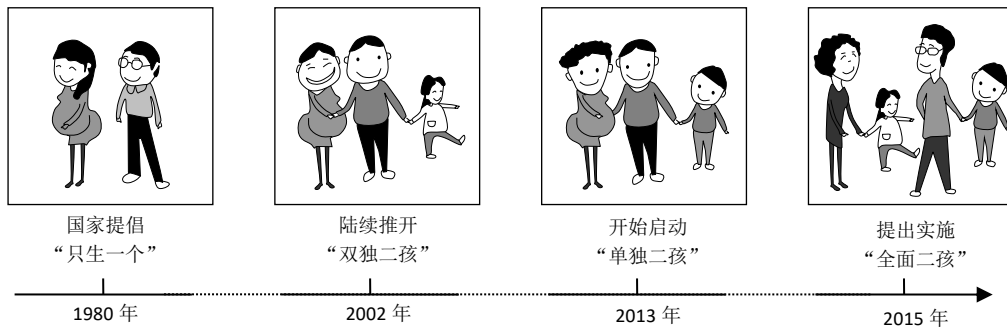 国家提倡
“只生一个”
陆续推开
“双独二孩”
开始启动
“单独二孩”
提出实施
“全面二孩”
1980 年
2002 年
2013 年
2015 年